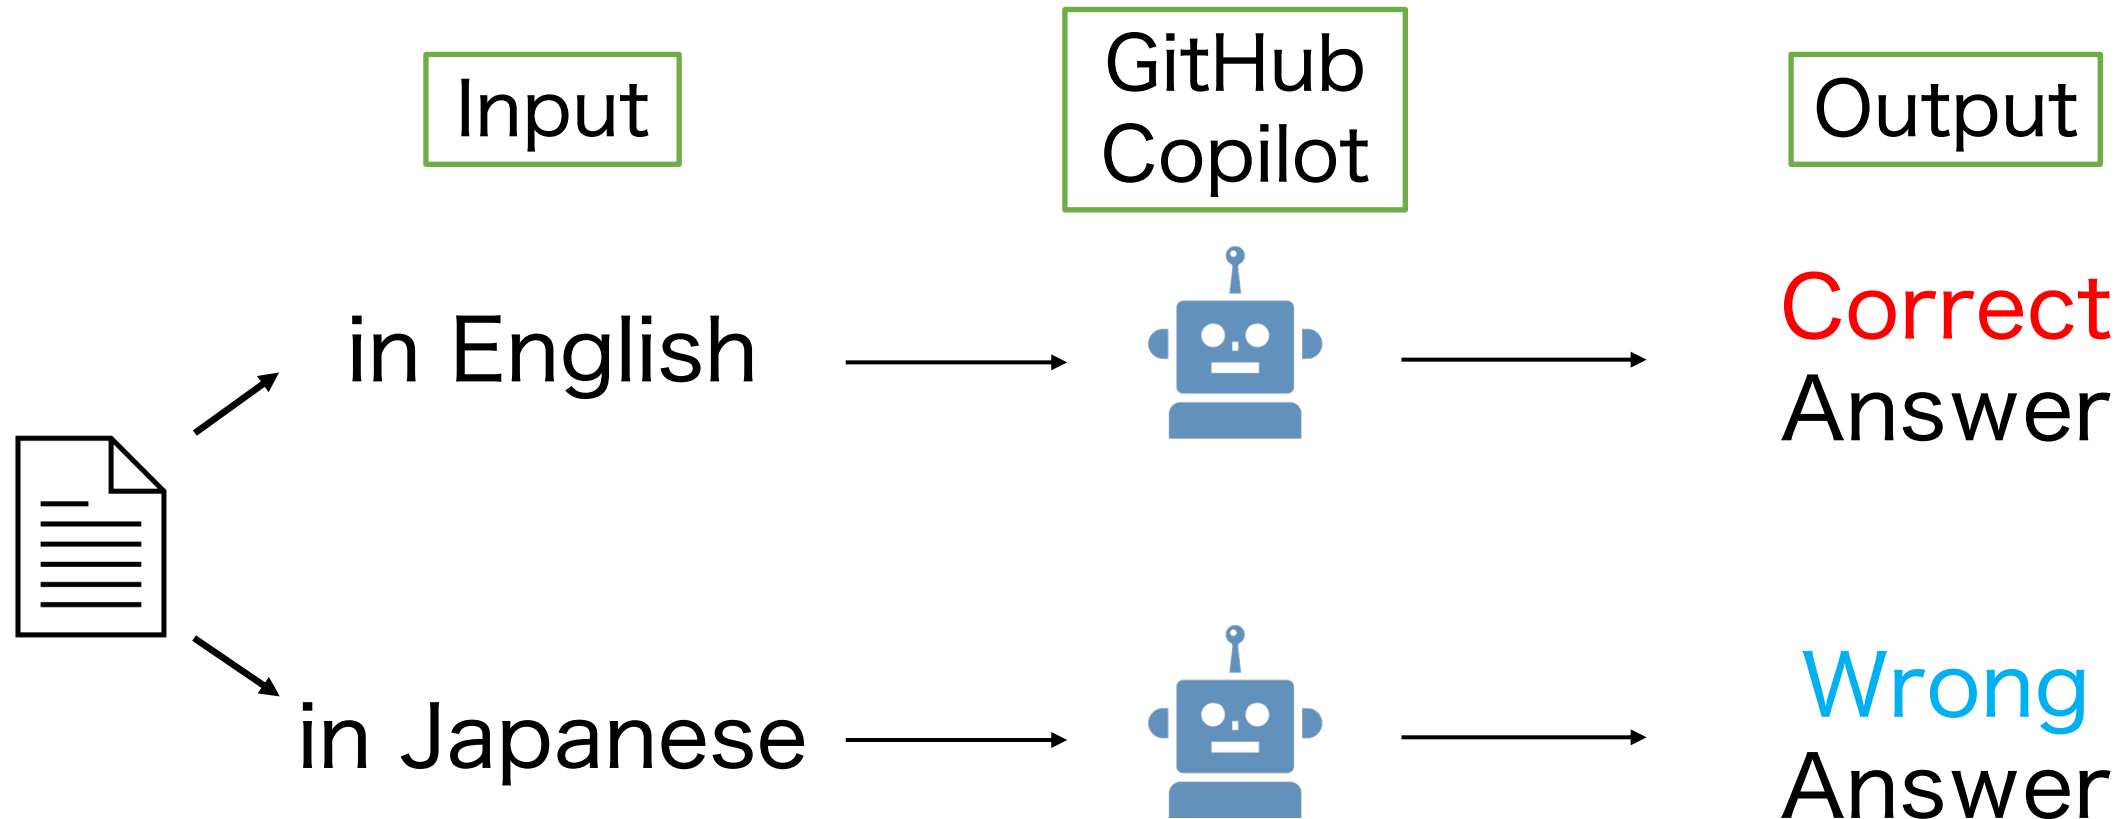 Input
GitHub
Copilot
Output
in English
Correct
Answer
in Japanese
Wrong
Answer